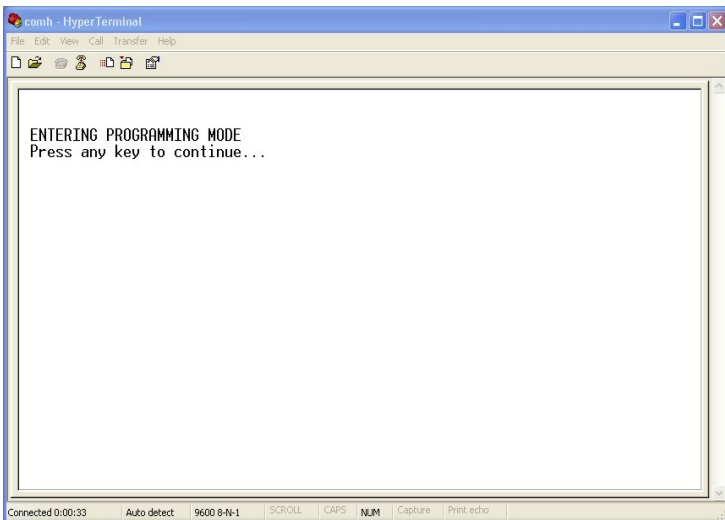 comh - HyperTerminal
File Edit View Call Transfer Help
ENTERING PROGRAMMING MODE
Press any key to continue...
Connected 0:00:33 Auto detect 9600 8-N-1 SCROLL CAPS NUM Capture Print echo